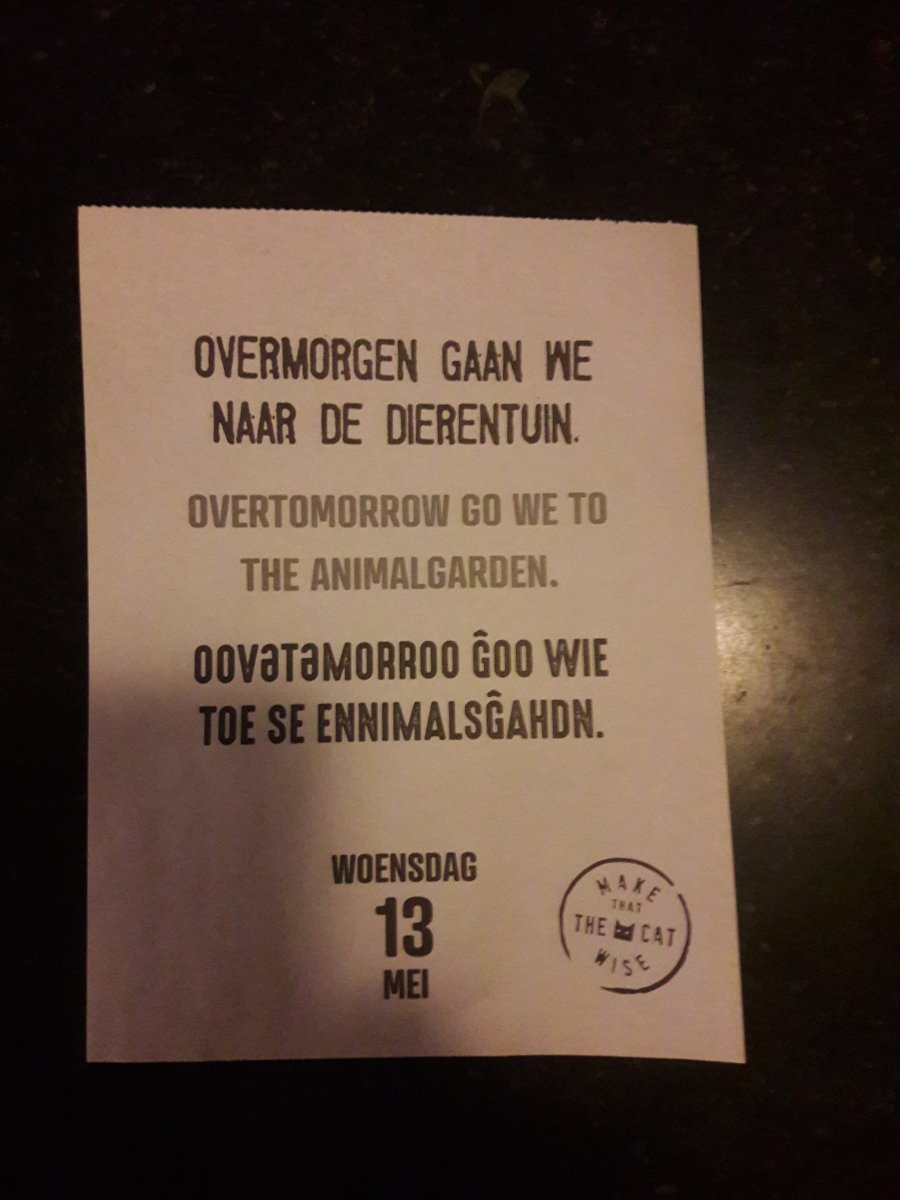 OVERMORGEN GAAN WE
NAAR DE DIERENTUIN.
OVERTOMORROW GO WE TO
THE ANIMALGARDEN.
OOVƏTƏMORROO ĜOO WIE
TOE SE ENNIMALSĜAHDN.
WOENSDAG
13
MEI
MAKE
THAT
THE CAT
WISE